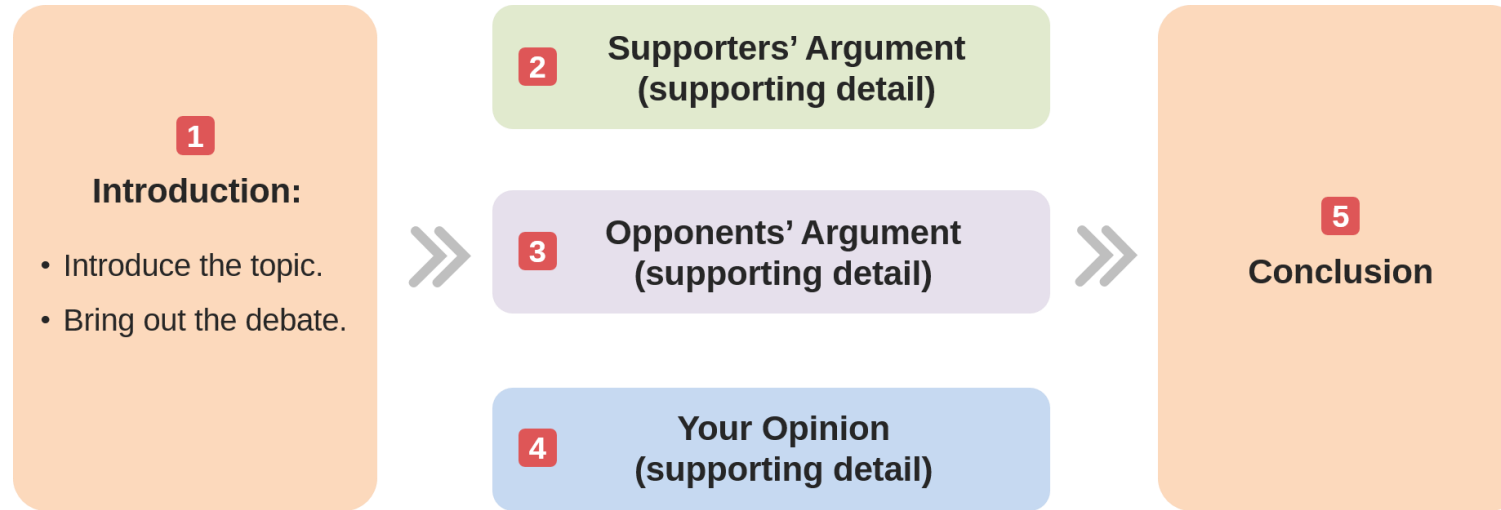 1
Introduction:
• Introduce the topic.
• Bring out the debate.
2
Supporters’ Argument
(supporting detail)
3
Opponents’ Argument
(supporting detail)
4
Your Opinion
(supporting detail)
5
Conclusion